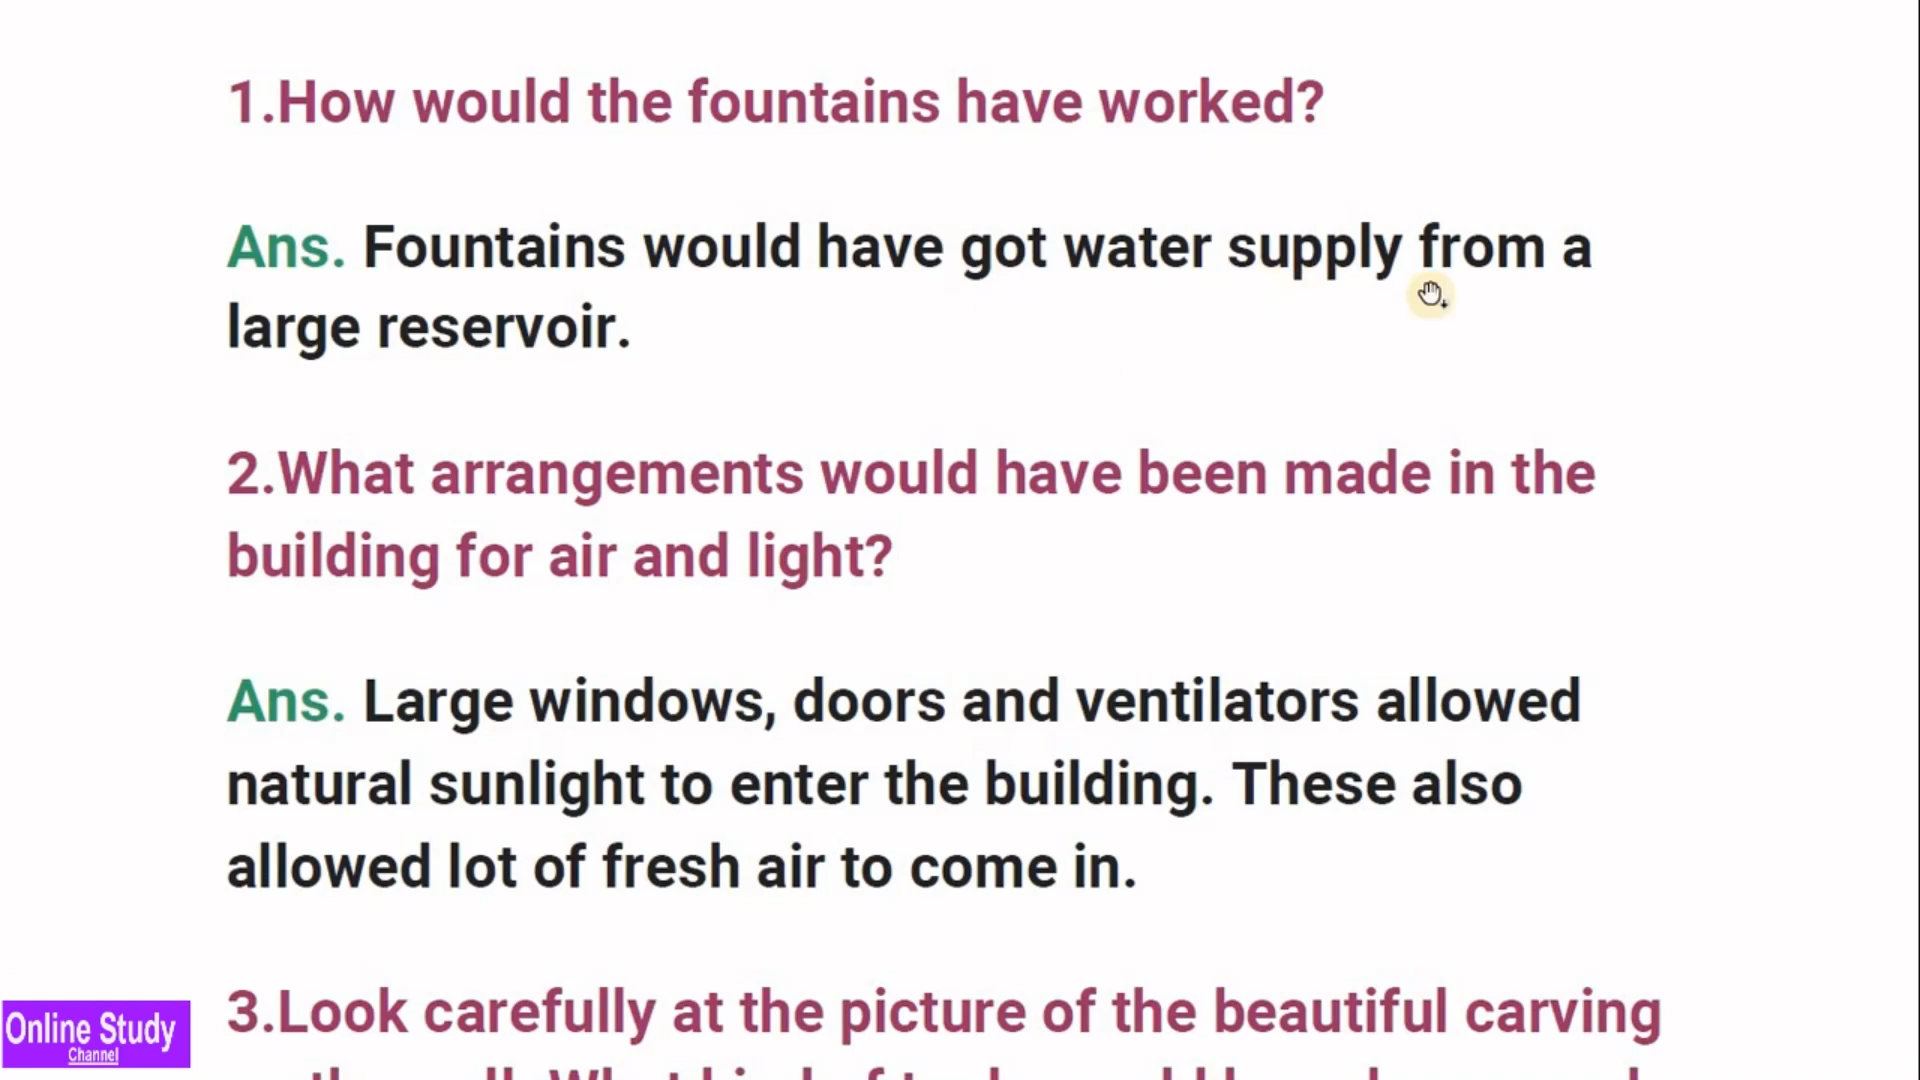 1.How would the fountains have worked?
Ans. Fountains would have got water supply from a
large reservoir.
2.What arrangements would have been made in the
building for air and light?
Ans. Large windows, doors and ventilators allowed
natural sunlight to enter the building. These also
allowed lot of fresh air to come in.
3.Look carefully at the picture of the beautiful carving
Online Study
Channel